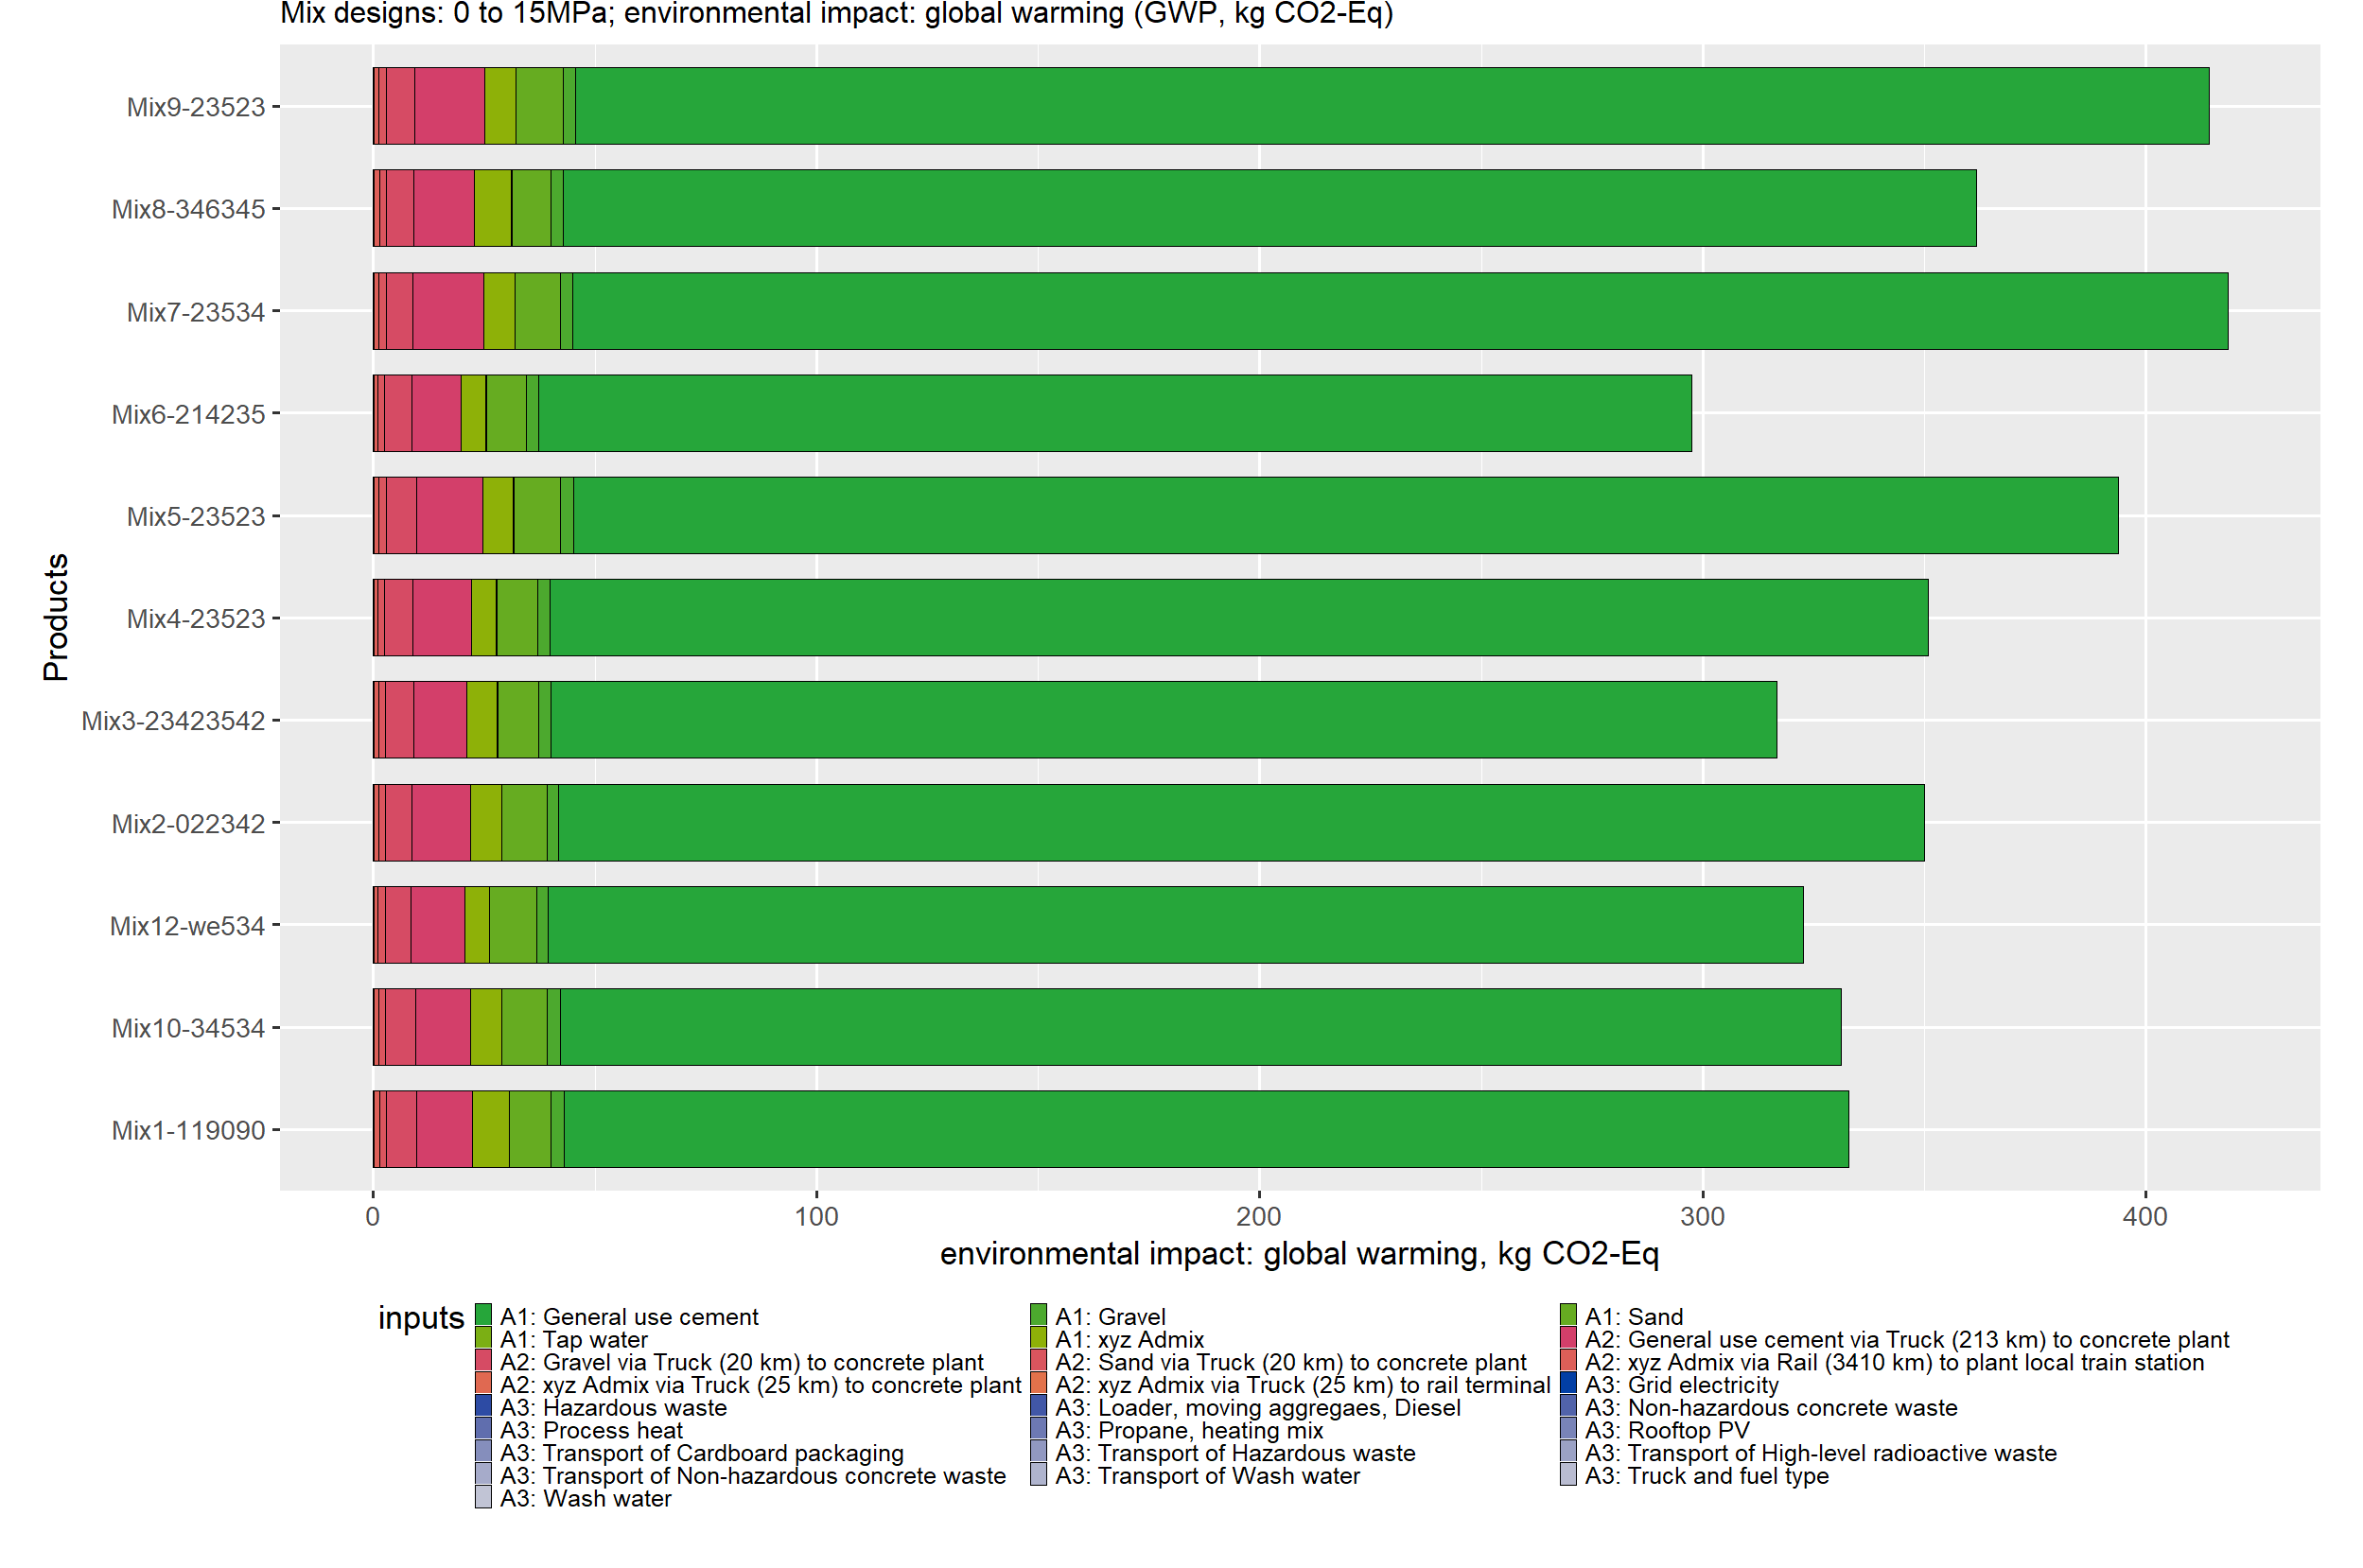 Mix designs: 0 to 15MPa; environmental impact: global warming (GWP, kg CO2-Eq)
Mix9-23523
Mix8-346345
Mix7-23534
Mix6-214235
Mix5-23523
Mix4-23523
Mix3-23423542
Mix2-022342
Mix12-we534
Mix10-34534
Mix1-119090
Products
0 100 200 300 400
environmental impact: global warming, kg CO2-Eq
inputs A1: General use cement A1: Gravel A1: Sand
A1: Tap water A1: xyz Admix A2: General use cement via Truck (213 km) to concrete plant
A2: Gravel via Truck (20 km) to concrete plant A2: Sand via Truck (20 km) to concrete plant A2: xyz Admix via Rail (3410 km) to plant local train station
A2: xyz Admix via Truck (25 km) to concrete plant A2: xyz Admix via Truck (25 km) to rail terminal A3: Grid electricity
A3: Hazardous waste A3: Loader, moving aggregaes, Diesel A3: Non-hazardous concrete waste
A3: Process heat A3: Propane, heating mix A3: Rooftop PV
A3: Transport of Cardboard packaging A3: Transport of Hazardous waste A3: Transport of High-level radioactive waste
A3: Transport of Non-hazardous concrete waste A3: Transport of Wash water A3: Truck and fuel type
A3: Wash water